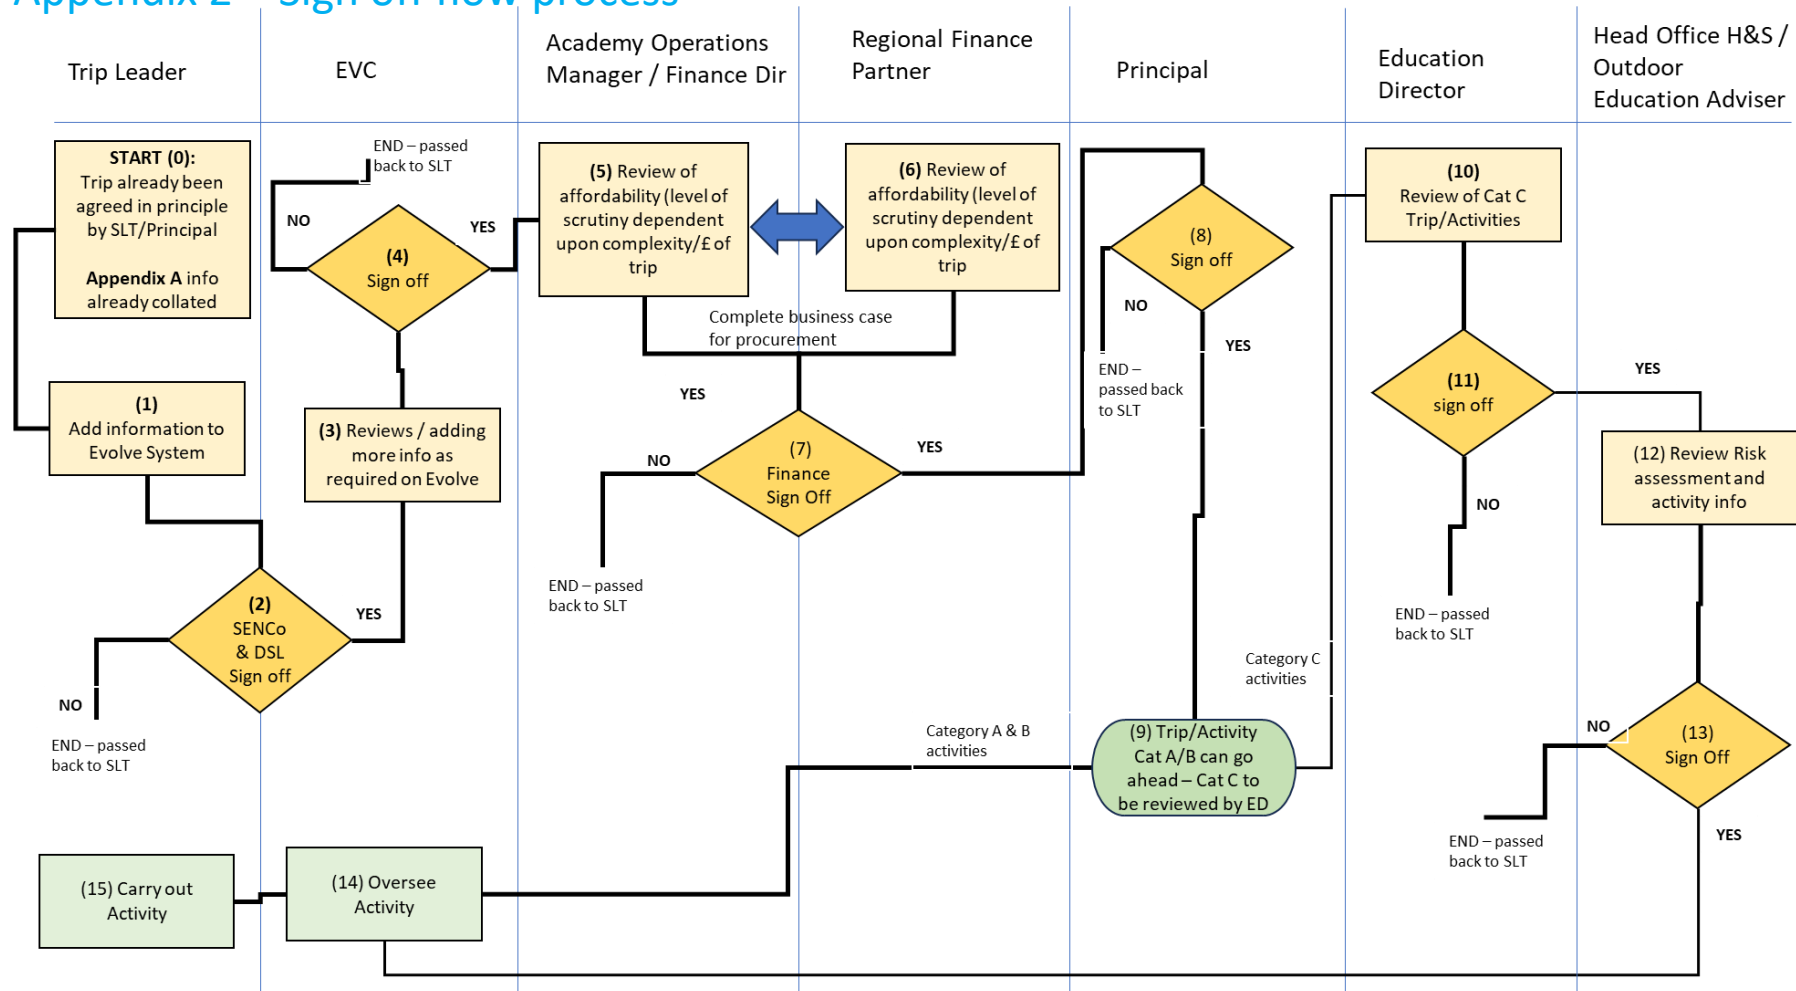 Appendix 2 – Sign off flow process
Trip Leader
EVC
Academy Operations
Manager / Finance Dir
Regional Finance
Partner
Principal
Education
Director
Head Office H&S /
Outdoor
Education Adviser
START (0):
Trip already been
agreed in principle
by SLT/Principal
Appendix A info
already collated
(1)
Add information to
Evolve System
(2)
SENCo
& DSL
Sign off
NO
END – passed
back to SLT
YES
(3) Reviews / adding
more info as
required on Evolve
(4)
Sign off
NO
END – passed
back to SLT
YES
(5) Review of
affordability (level of
scrutiny dependent
upon complexity/£ of
trip
(6) Review of
affordability (level of
scrutiny dependent
upon complexity/£ of
trip
Complete business case
for procurement
YES
(7)
Finance
Sign Off
NO
END – passed
back to SLT
YES
(8)
Sign off
NO
END –
passed back
to SLT
YES
(9) Trip/Activity
Cat A/B can go
ahead – Cat C to
be reviewed by ED
Category A & B
activities
Category C
activities
(10)
Review of Cat C
Trip/Activities
(11)
sign off
NO
END – passed
back to SLT
YES
(12) Review Risk
assessment and
activity info
(13)
Sign Off
NO
END – passed
back to SLT
YES
(14) Oversee
Activity
(15) Carry out
Activity